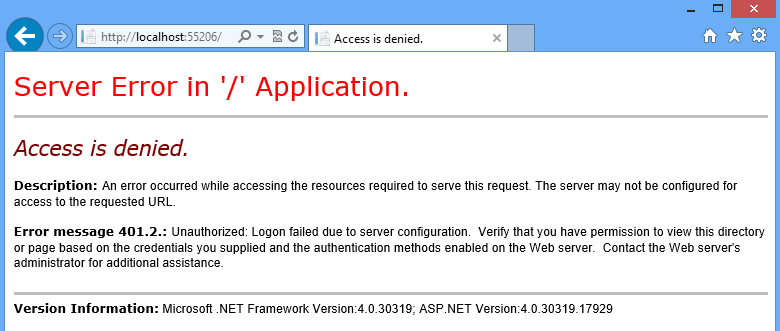 http://localhost:55206/
Access is denied.
Server Error in '/' Application.
Access is denied.
Description: An error occurred while accessing the resources required to serve this request. The server may not be configured for
access to the requested URL.
Error message 401.2.: Unauthorized: Logon failed due to server configuration.  Verify that you have permission to view this directory
or page based on the credentials you supplied and the authentication methods enabled on the Web server.  Contact the Web server's
administrator for additional assistance.
Version Information: Microsoft .NET Framework Version:4.0.30319; ASP.NET Version:4.0.30319.17929